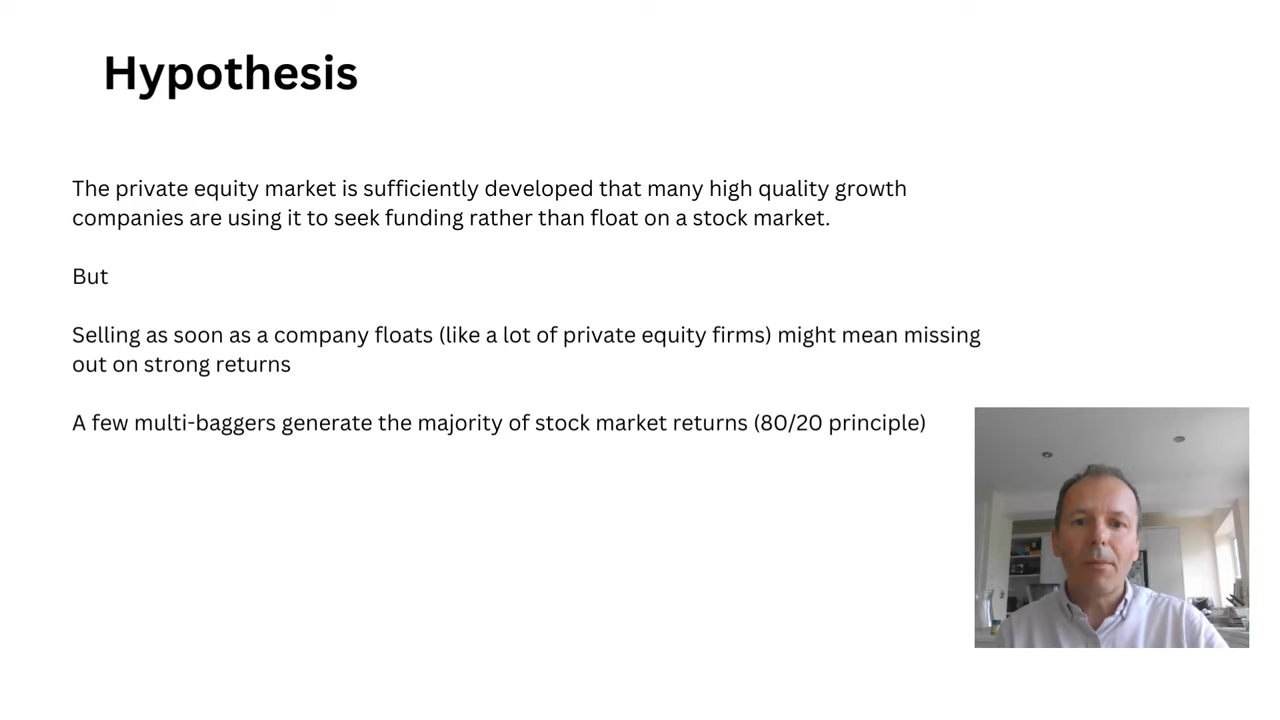 Hypothesis
The private equity market is sufficiently developed that many high quality growth
companies are using it to seek funding rather than float on a stock market.
But
Selling as soon as a company floats (like a lot of private equity firms) might mean missing
out on strong returns
A few multi-baggers generate the majority of stock market returns (80/20 principle)